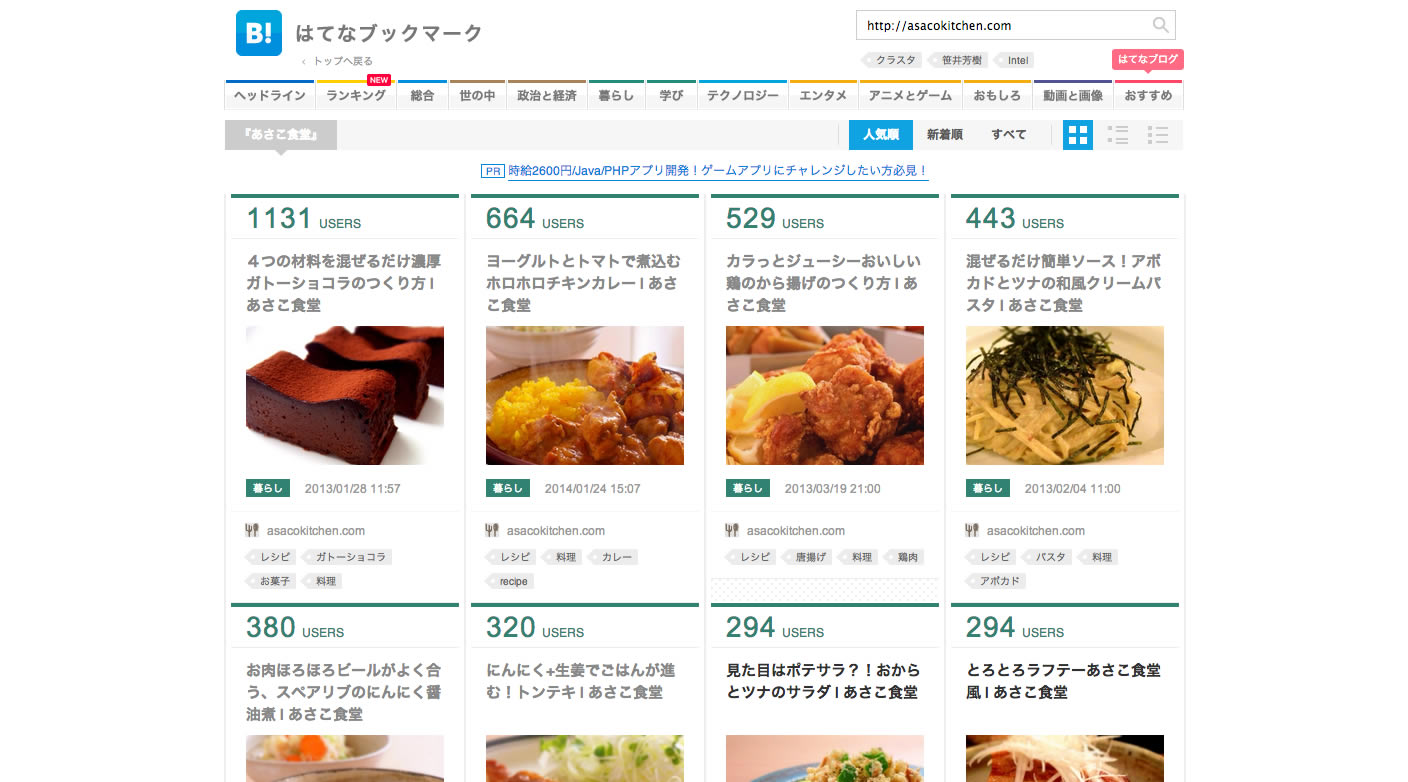 B! はてなブックマーク
‹ トップへ戻る
http://asacokitchen.com
クラスタ 笹井芳樹 Intel
はてなブログ
NEW
ヘッドライン ランキング 総合 世の中 政治と経済 暮らし 学び テクノロジー エンタメ アニメとゲーム おもしろ 動画と画像 おすすめ
『あさこ食堂』 人気順 新着順 すべて
PR 時給2600円/Java/PHPアプリ開発！ゲームアプリにチャレンジしたい方必見！
1131 USERS
４つの材料を混ぜるだけ濃厚
ガトーショコラのつくり方 |
あさこ食堂
暮らし 2013/01/28 11:57
asacokitchen.com
レシピ ガトーショコラ
お菓子 料理
664 USERS
ヨーグルトとトマトで煮込む
ホロホロチキンカレー | あさ
こ食堂
暮らし 2014/01/24 15:07
asacokitchen.com
レシピ 料理 カレー
recipe
529 USERS
カラっとジューシーおいしい
鶏のから揚げのつくり方 | あ
さこ食堂
暮らし 2013/03/19 21:00
asacokitchen.com
レシピ 唐揚げ 料理 鶏肉
443 USERS
混ぜるだけ簡単ソース！アボ
カドとツナの和風クリームパ
スタ | あさこ食堂
暮らし 2013/02/04 11:00
asacokitchen.com
レシピ パスタ 料理
アボカド
380 USERS
お肉ほろほろビールがよく合
う、スペアリブのにんにく醤
油煮 | あさこ食堂
320 USERS
にんにく+生姜でごはんが進
む！トンテキ | あさこ食堂
294 USERS
見た目はポテサラ？！おから
とツナのサラダ | あさこ食堂
294 USERS
とろとろラフテーあさこ食堂
風 | あさこ食堂